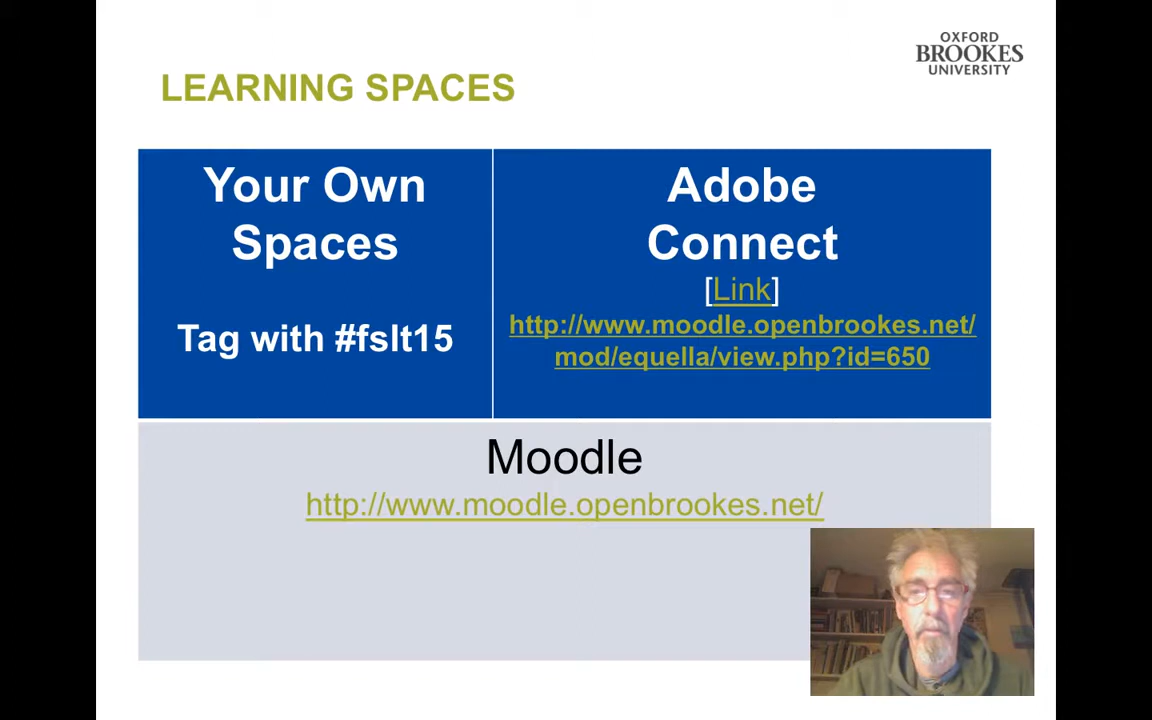 OXFORD
BROOKES
UNIVERSITY
LEARNING SPACES
Your Own
Spaces
Tag with #fslt15
Adobe
Connect
[Link]
http://www.moodle.openbrookes.net/
mod/equella/view.php?id=650
Moodle
http://www.moodle.openbrookes.net/